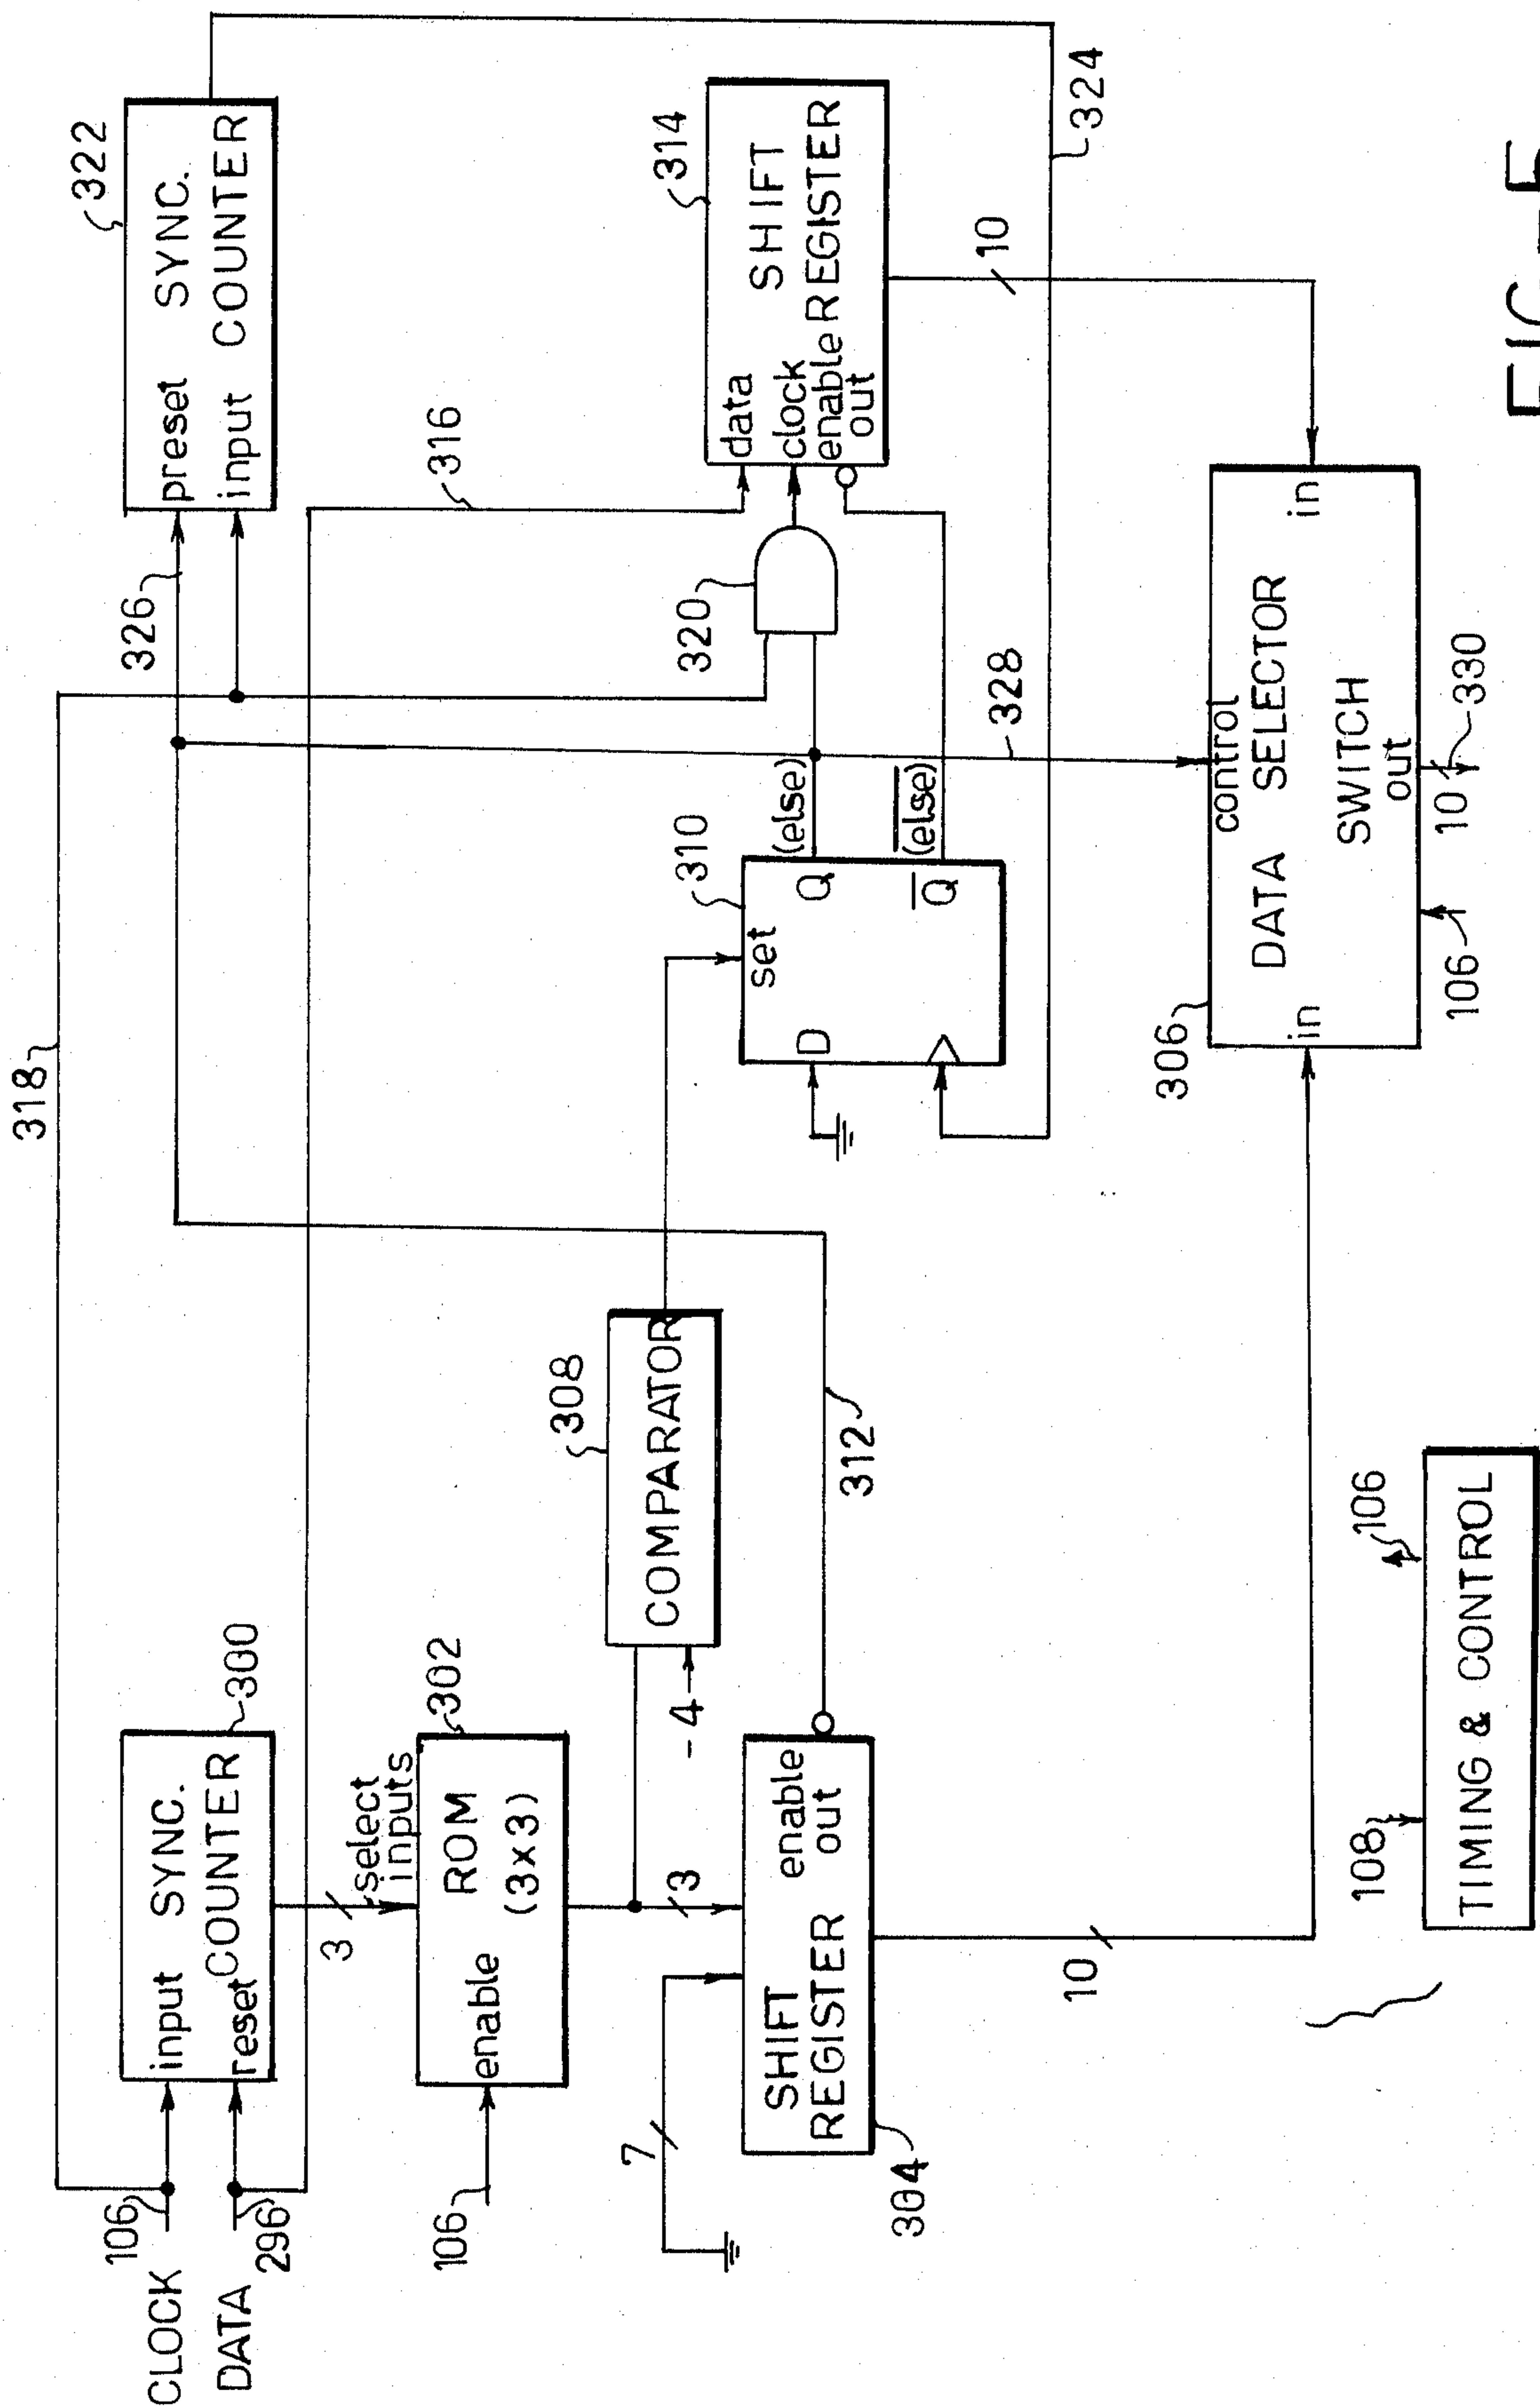 318
CLOCK
106
DATA
296
input SYNC.
COUNTER
reset
300
3
select
inputs
106
enable
ROM
(3x3)
302
7
3
SHIFT
REGISTER
enable
out
304
10
-4
COMPARATOR
308
312
326
preset SYNC.
input COUNTER
322
316
310
set
D
Q
Q̅
(else)
(else)
320
data
clock
enable
out
SHIFT
REGISTER
314
10
324
328
306
in
control
DATA SELECTOR
SWITCH
out
in
106
10
330
108
106
TIMING & CONTROL